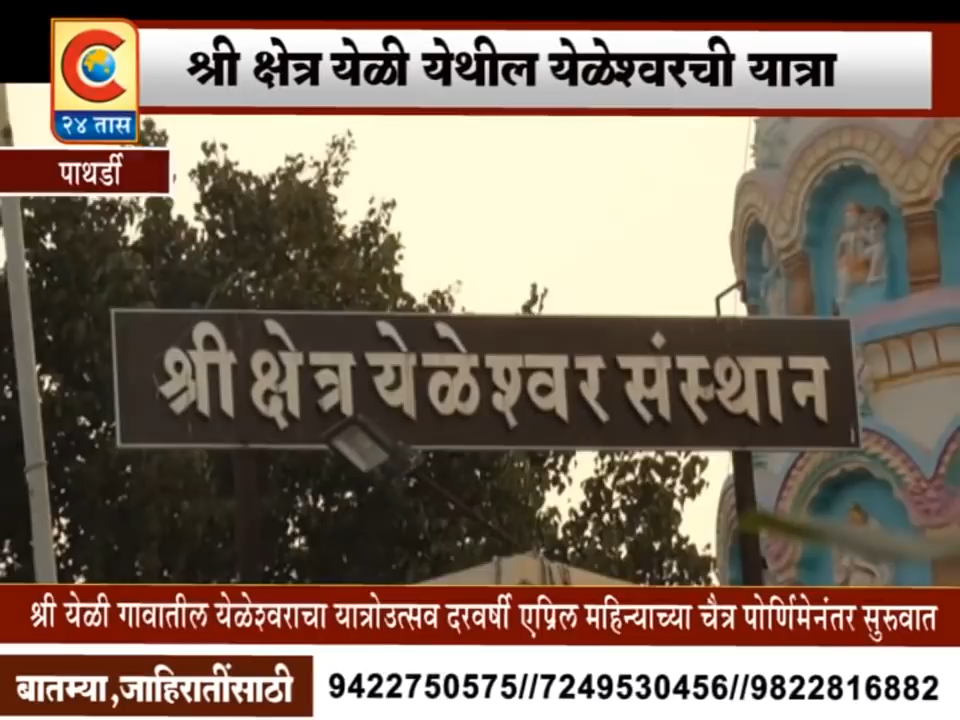 श्री क्षेत्र येळी येथील येळेश्वरची यात्रा
C
२४ तास
पाथर्डी
श्री क्षेत्र येळेश्वर संस्थान
श्री येळी गावातील येळेश्वराचा यात्रोउत्सव दरवर्षी एप्रिल महिन्याच्या चैत्र पोर्णिमेनंतर सुरुवात
बातम्या,जाहिरातींसाठी 9422750575//7249530456//9822816882